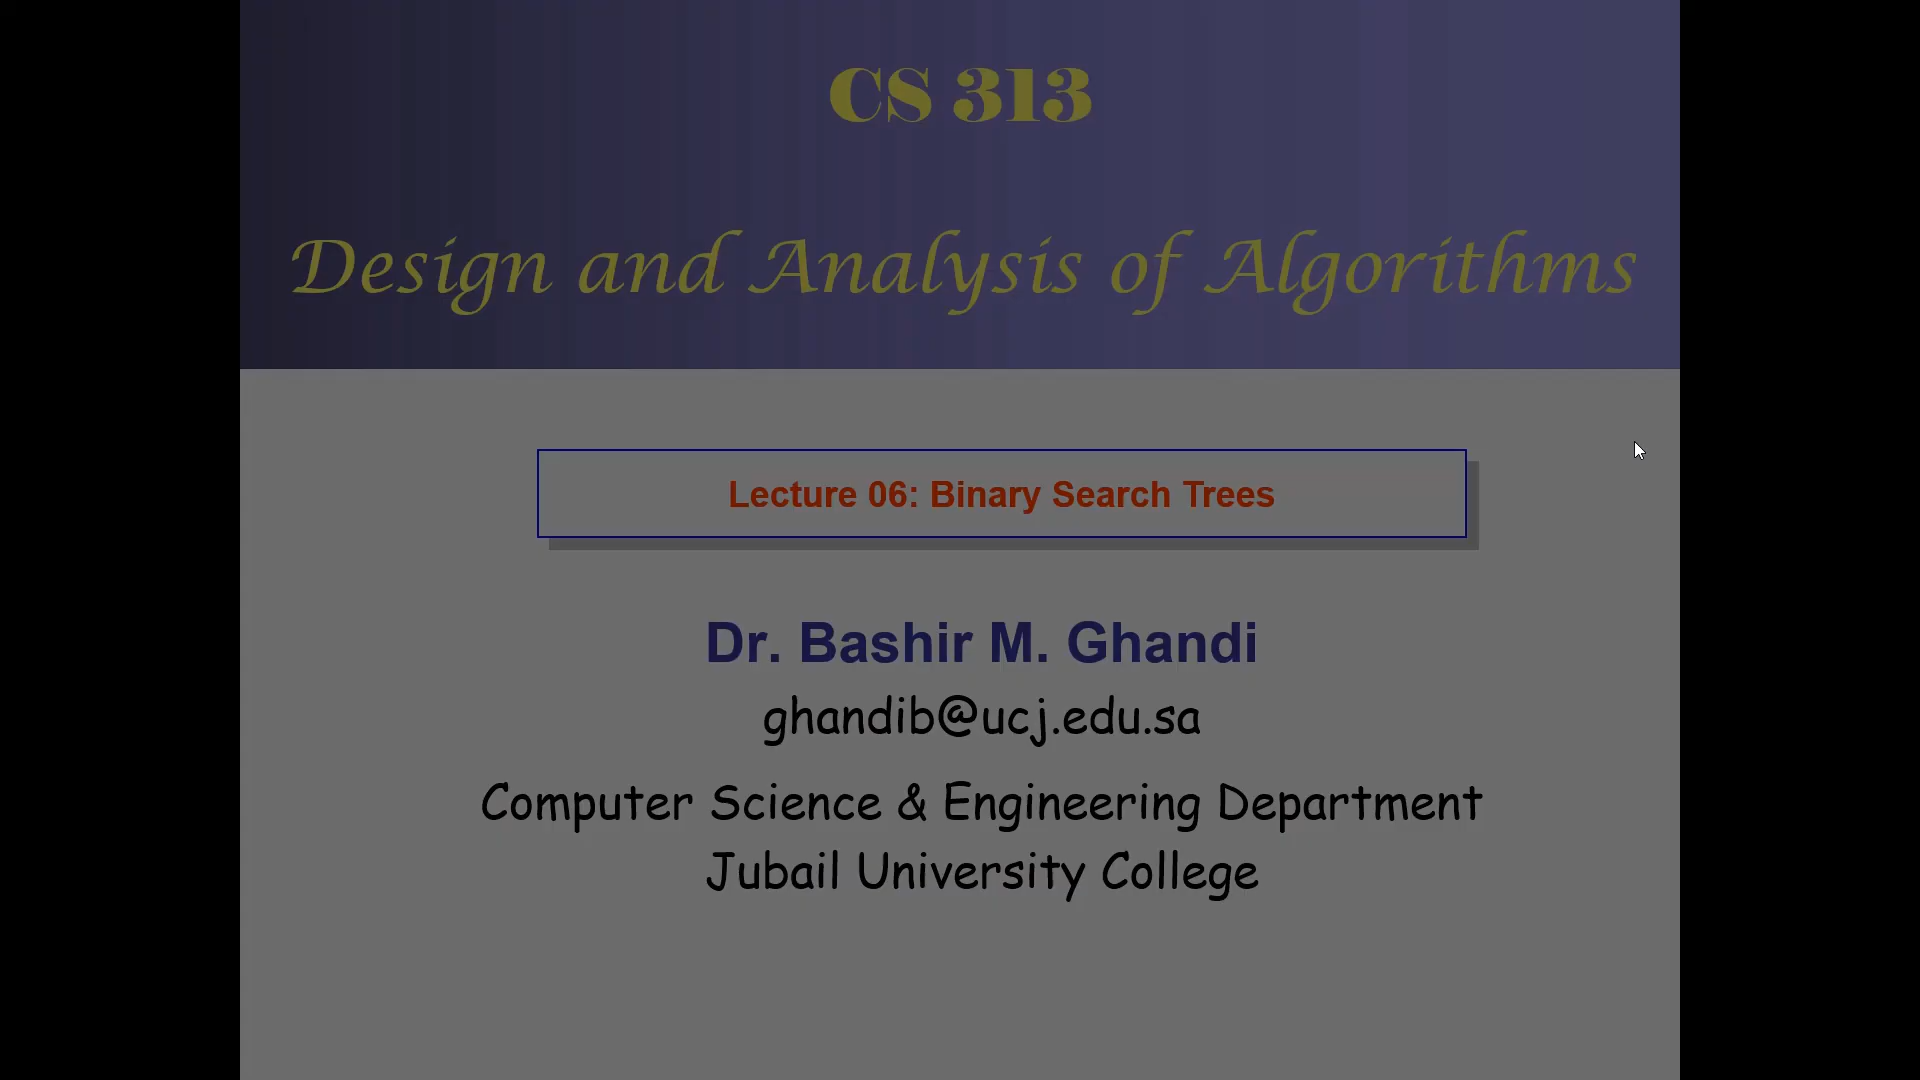 CS 313
Design and Analysis of Algorithms
Lecture 06: Binary Search Trees
Dr. Bashir M. Ghandi
ghandib@ucj.edu.sa
Computer Science & Engineering Department
Jubail University College